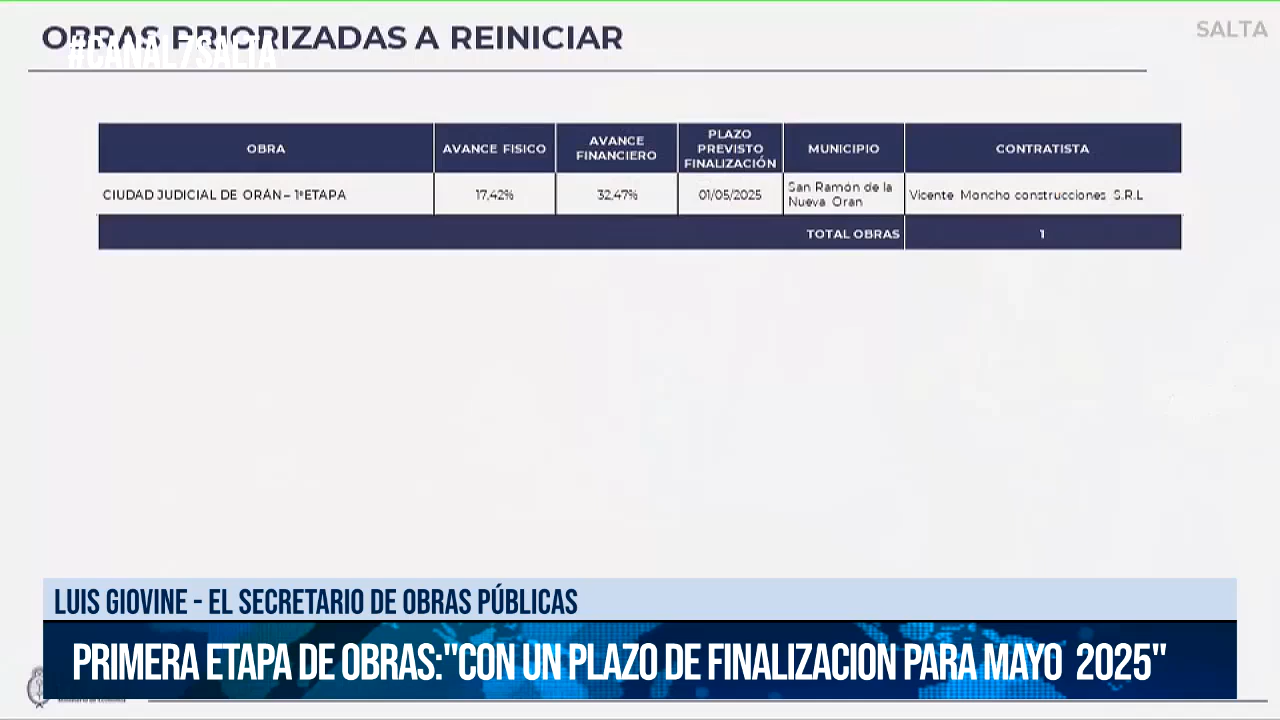 OBRAS PRIORIZADAS A REINICIAR
#CANAL7SALTA
SALTA
OBRA
AVANCE FISICO
AVANCE
FINANCIERO
PLAZO
PREVISTO
FINALIZACIÓN
MUNICIPIO
CONTRATISTA
CIUDAD JUDICIAL DE ORÁN – 1ªETAPA
17,42%
32,47%
01/05/2025
San Ramón de la
Nueva Oran
Vicente Moncho construcciones S.R.L
TOTAL OBRAS
1
LUIS GIOVINE - EL SECRETARIO DE OBRAS PÚBLICAS
PRIMERA ETAPA DE OBRAS:"CON UN PLAZO DE FINALIZACION PARA MAYO 2025"